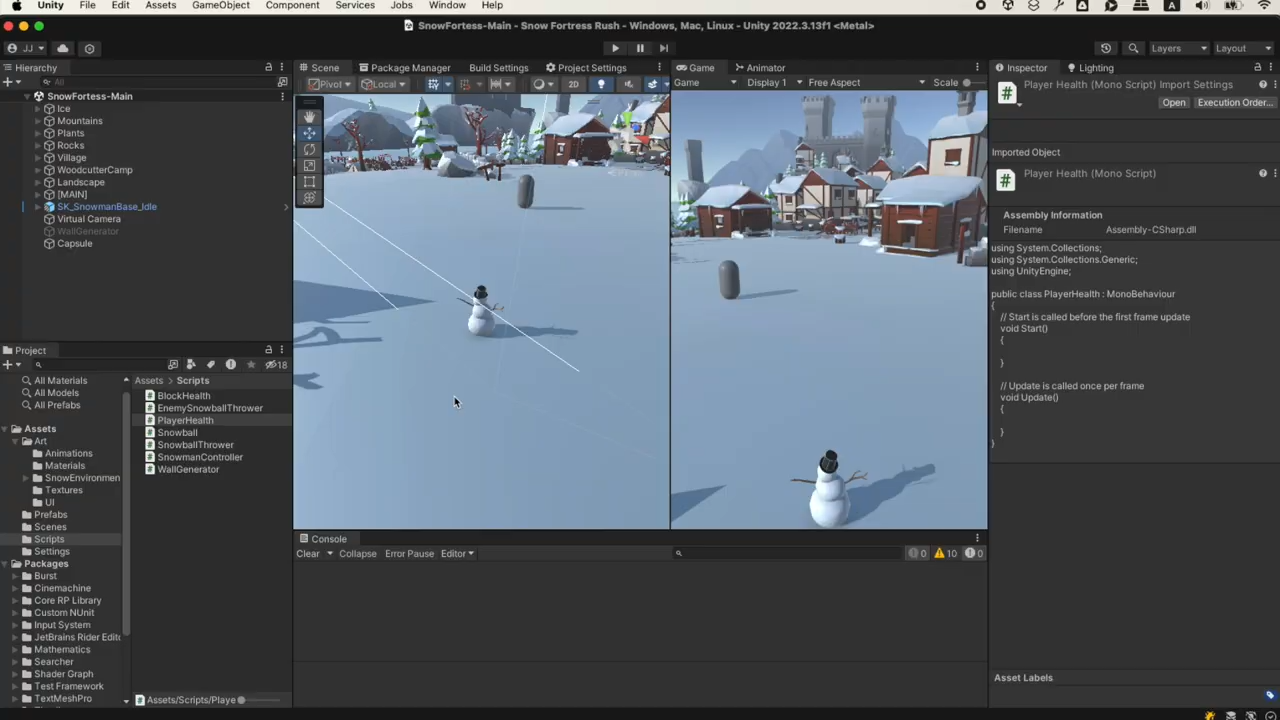 Unity File Edit Assets GameObject Component Services Jobs Window Help
SnowFortess-Main - Snow Fortress Rush - Windows, Mac, Linux - Unity 2022.3.13f1 <Metal>
JJ
Layers
Layout
Hierarchy
All
SnowFortess-Main
Ice
Mountains
Plants
Rocks
Village
WoodcutterCamp
Landscape
[MAIN]
SK_SnowmanBase_Idle
Virtual Camera
WallGenerator
Capsule
Scene
Package Manager
Build Settings
Project Settings
Pivot
Local
2D
Game
Animator
Game
Display 1
Free Aspect
Scale
Inspector
Lighting
Player Health (Mono Script) Import Settings
Open
Execution Order...
Imported Object
Player Health (Mono Script)
Assembly Information
Filename Assembly-CSharp.dll
using System.Collections;
using System.Collections.Generic;
using UnityEngine;
public class PlayerHealth : MonoBehaviour
{
// Start is called before the first frame update
void Start()
{
}
// Update is called once per frame
void Update()
{
}
}
Asset Labels
Project
18
All Materials
All Models
All Prefabs
Assets
Art
Animations
Materials
SnowEnvironmen
Textures
UI
Prefabs
Scenes
Scripts
Settings
Packages
Burst
Cinemachine
Core RP Library
Custom NUnit
Input System
JetBrains Rider Edito
Mathematics
Searcher
Shader Graph
Test Framework
TextMeshPro
Assets > Scripts
BlockHealth
EnemySnowballThrower
PlayerHealth
Snowball
SnowballThrower
SnowmanController
WallGenerator
Assets/Scripts/Playe
Console
Clear
Collapse
Error Pause
Editor
0
10
0